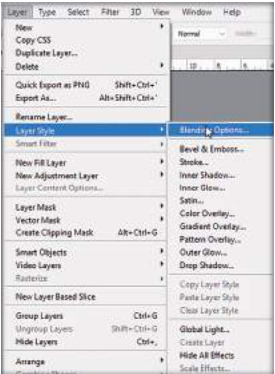 Layer Type Select Filter 3D View Window Help
New
Copy CSS
Duplicate Layer...
Delete
Quick Export as PNG Shift+Ctrl+'
Export As... Alt+Shift+Ctrl+'
Rename Layer...
Layer Style
Smart Filter
New Fill Layer
New Adjustment Layer
Layer Content Options...
Layer Mask
Vector Mask
Create Clipping Mask Alt+Ctrl+G
Smart Objects
Video Layers
Rasterize
New Layer Based Slice
Group Layers Ctrl+G
Ungroup Layers Shift+Ctrl+G
Hide Layers Ctrl+,
Arrange
Normal
10 8 6
Blending Options...
Bevel & Emboss...
Stroke...
Inner Shadow...
Inner Glow...
Satin...
Color Overlay...
Gradient Overlay...
Pattern Overlay...
Outer Glow...
Drop Shadow...
Copy Layer Style
Paste Layer Style
Clear Layer Style
Global Light...
Create Layer
Hide All Effects
Scale Effects...